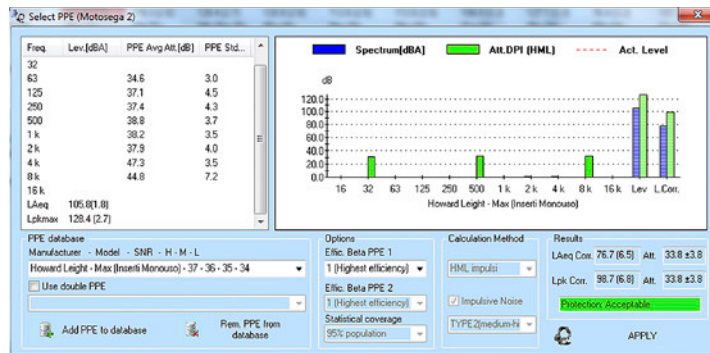 Select PPE (Motosega 2)
Freq. Lev.[dBA] PPE Avg Att.[dB] PPE Std...
32
63 34.6 3.0
125 37.1 4.5
250 37.4 4.3
500 38.8 3.7
1 k 38.2 3.5
2 k 37.9 4.0
4 k 47.3 3.5
8 k 44.8 7.2
16 k
LAeq 105.8(1.8)
Lpkmax 128.4 (2.7)
Spectrum[dBA] Att.DPI (HML) Act. Level
dB
120.0
100.0
80.0
60.0
40.0
20.0
0.0
16 32 63 125 250 500 1 k 2 k 4 k 8 k 16 k Lev L.Corr.
Howard Leight - Max (Inserti Monouso)
PPE database
Manufacturer - Model - SNR - H - M - L
Howard Leight - Max (Inserti Monouso) - 37 - 36 - 35 - 34
Use double PPE
Add PPE to database
Rem. PPE from
database
Options
Effic. Beta PPE 1
1 (Highest efficiency)
Effic. Beta PPE 2
1 (Highest efficiency)
Statistical coverage
95% population
Calculation Method
HML impulsi
Impulsive Noise
TYPE2(medium-hi
Results
LAeq Corr. 76.7 (6.5) Att. 33.8 ±3.8
Lpk Corr. 98.7 (6.8) Att. 33.8 ±3.8
Protection: Acceptable
APPLY